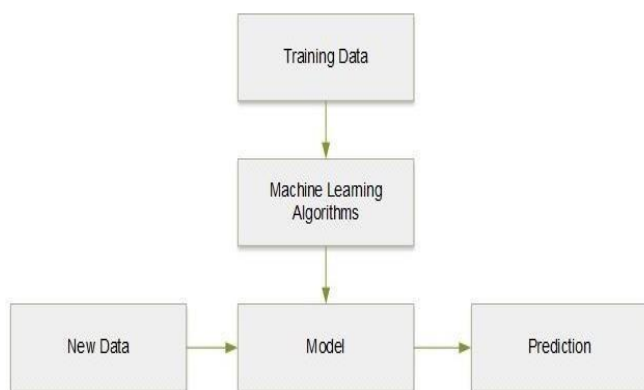 Training Data
Machine Learning
Algorithms
New Data
Model
Prediction